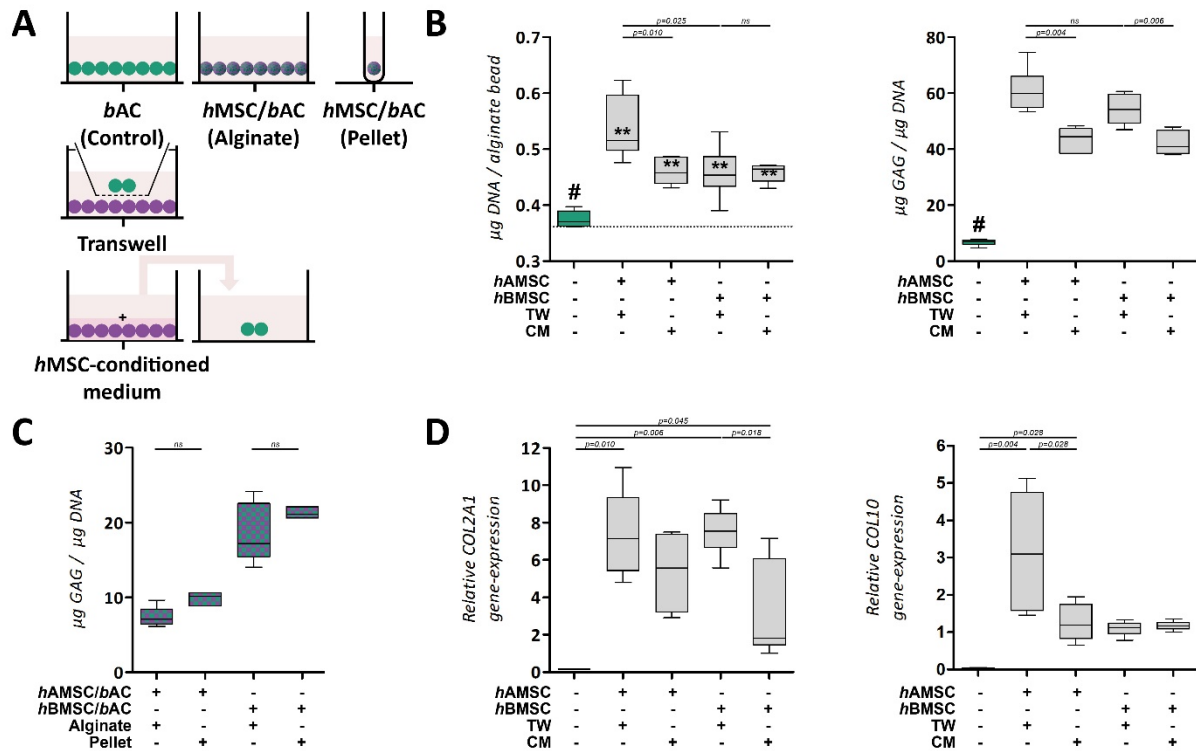 A
bAC
(Control)
hMSC/bAC
(Alginate)
hMSC/bAC
(Pellet)
Transwell
+
hMSC-conditioned
medium
B
p=0.025
ns
p=0.010
0.7
0.6
0.5
0.4
0.3
µg DNA / alginate bead
#
**
**
**
**
hAMSC - + + - -
hBMSC - - - + +
TW - + - + -
CM - - + - +
ns
p=0.006
p=0.004
80
60
40
20
0
µg GAG / µg DNA
#
- + + - -
- - - + +
- + - + -
- - + - +
C
ns
ns
30
20
10
0
µg GAG / µg DNA
hAMSC/bAC + + - -
hBMSC/bAC - - + +
Alginate + - + -
Pellet - + - +
D
p=0.045
p=0.006
p=0.018
p=0.010
12
10
8
6
4
2
0
Relative COL2A1
gene-expression
hAMSC - + + - -
hBMSC - - - + +
TW - + - + -
CM - - + - +
p=0.028
p=0.004
p=0.028
6
5
4
3
2
1
0
Relative COL10
gene-expression
hAMSC - + + - -
hBMSC - - - + +
TW - + - + -
CM - - + - +